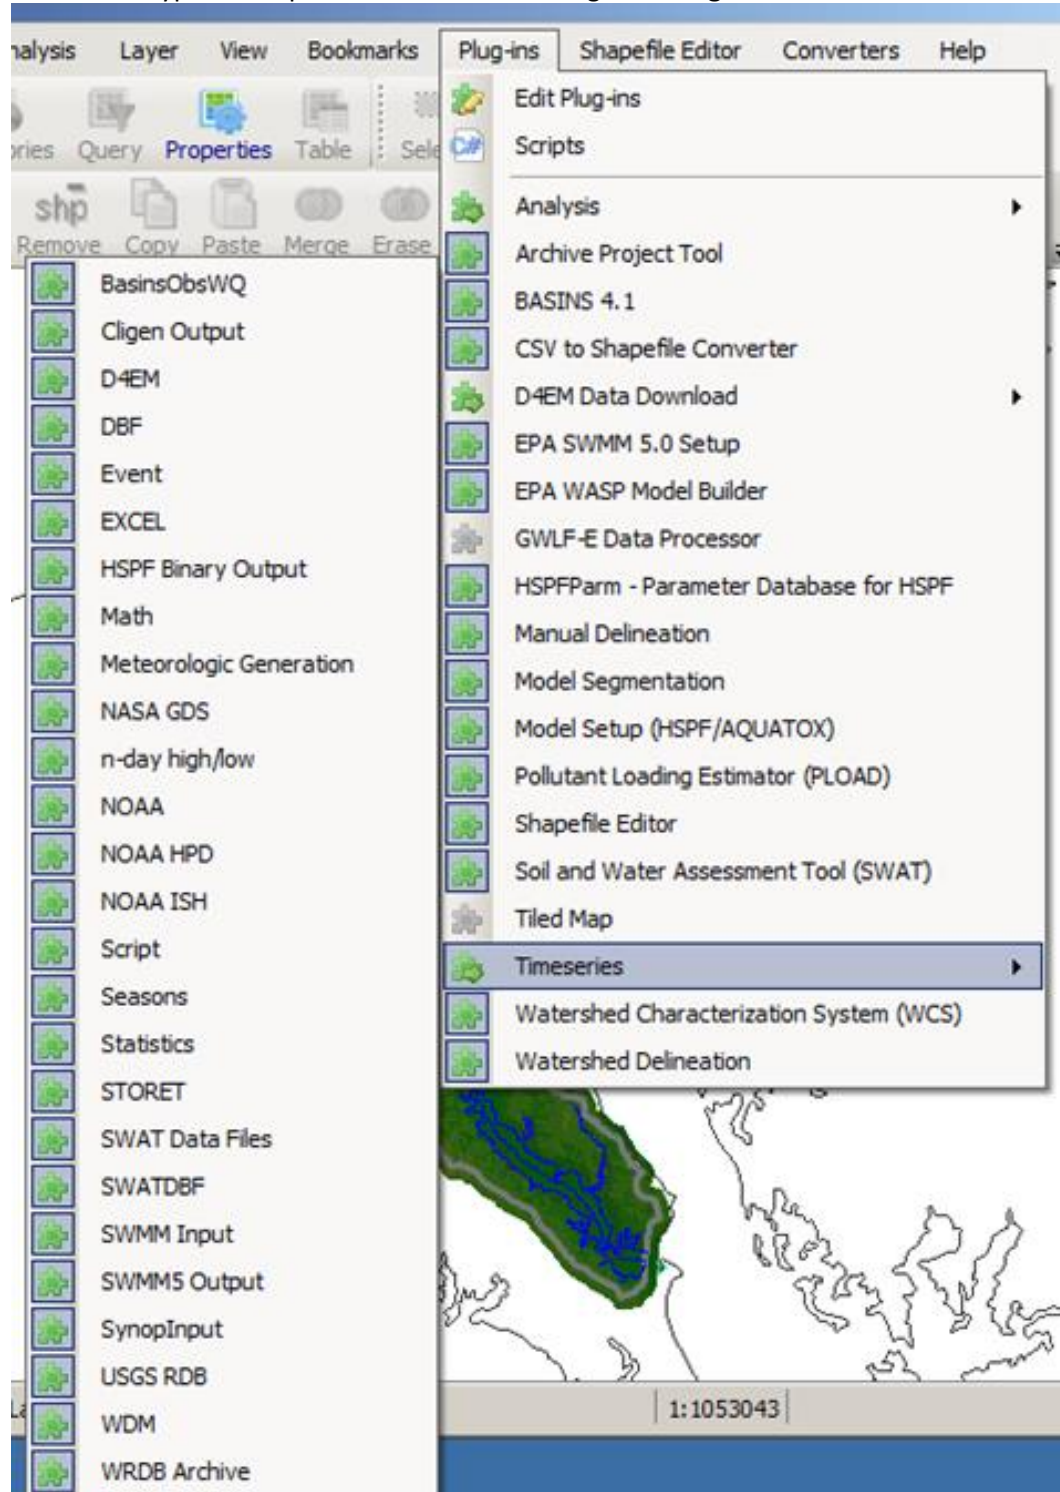 Analysis Layer View Bookmarks Plug-ins Shapefile Editor Converters Help
Query Properties Table
shp
Remove Copy Paste Merge Erase
Edit Plug-ins
Scripts
Analysis
Archive Project Tool
BASINS 4.1
CSV to Shapefile Converter
D4EM Data Download
EPA SWMM 5.0 Setup
EPA WASP Model Builder
GWLF-E Data Processor
HSPFParm - Parameter Database for HSPF
Manual Delineation
Model Segmentation
Model Setup (HSPF/AQUATOX)
Pollutant Loading Estimator (PLOAD)
Shapefile Editor
Soil and Water Assessment Tool (SWAT)
Tiled Map
Timeseries
Watershed Characterization System (WCS)
Watershed Delineation
BasinsObsWQ
Cligen Output
D4EM
DBF
Event
EXCEL
HSPF Binary Output
Math
Meteorologic Generation
NASA GDS
n-day high/low
NOAA
NOAA HPD
NOAA ISH
Script
Seasons
Statistics
STORET
SWAT Data Files
SWATDBF
SWMM Input
SWMM5 Output
SynopInput
USGS RDB
WDM
WRDB Archive
1:1053043